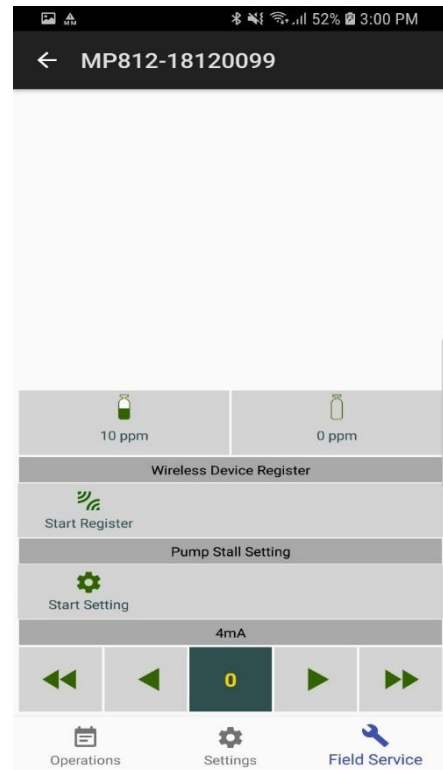 MM 52% 3:00 PM
MP812-18120099
10 ppm 0 ppm
Wireless Device Register
Start Register
Pump Stall Setting
Start Setting
4mA
0
Operations Settings Field Service